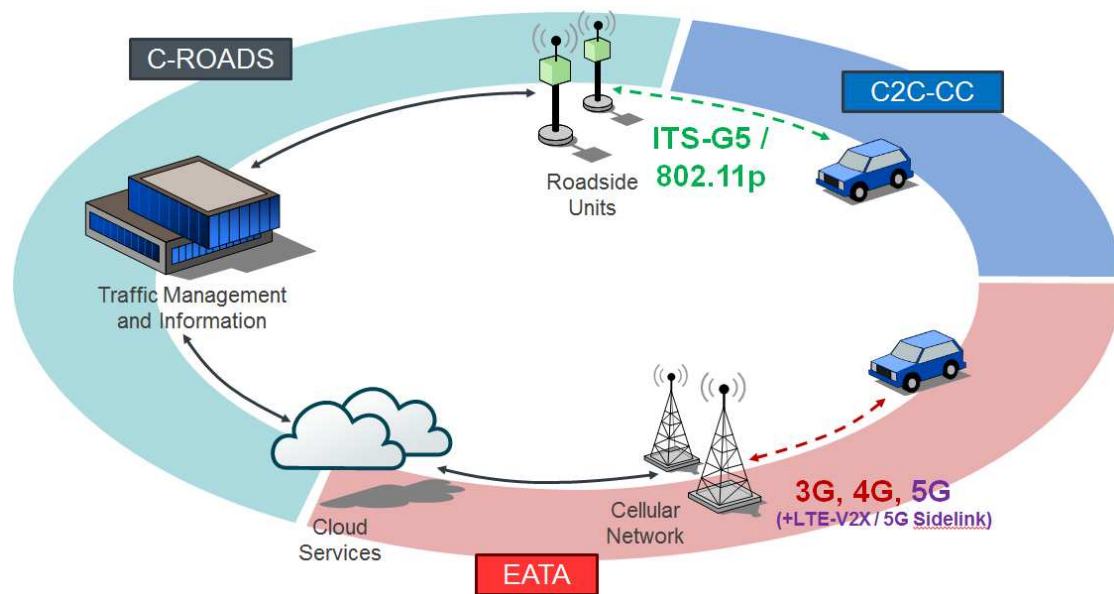 C-ROADS
C2C-CC
ITS-G5 /
802.11p
Roadside
Units
Traffic Management
and Information
3G, 4G, 5G
(+LTE-V2X / 5G Sidelink)
Cellular
Network
Cloud
Services
EATA